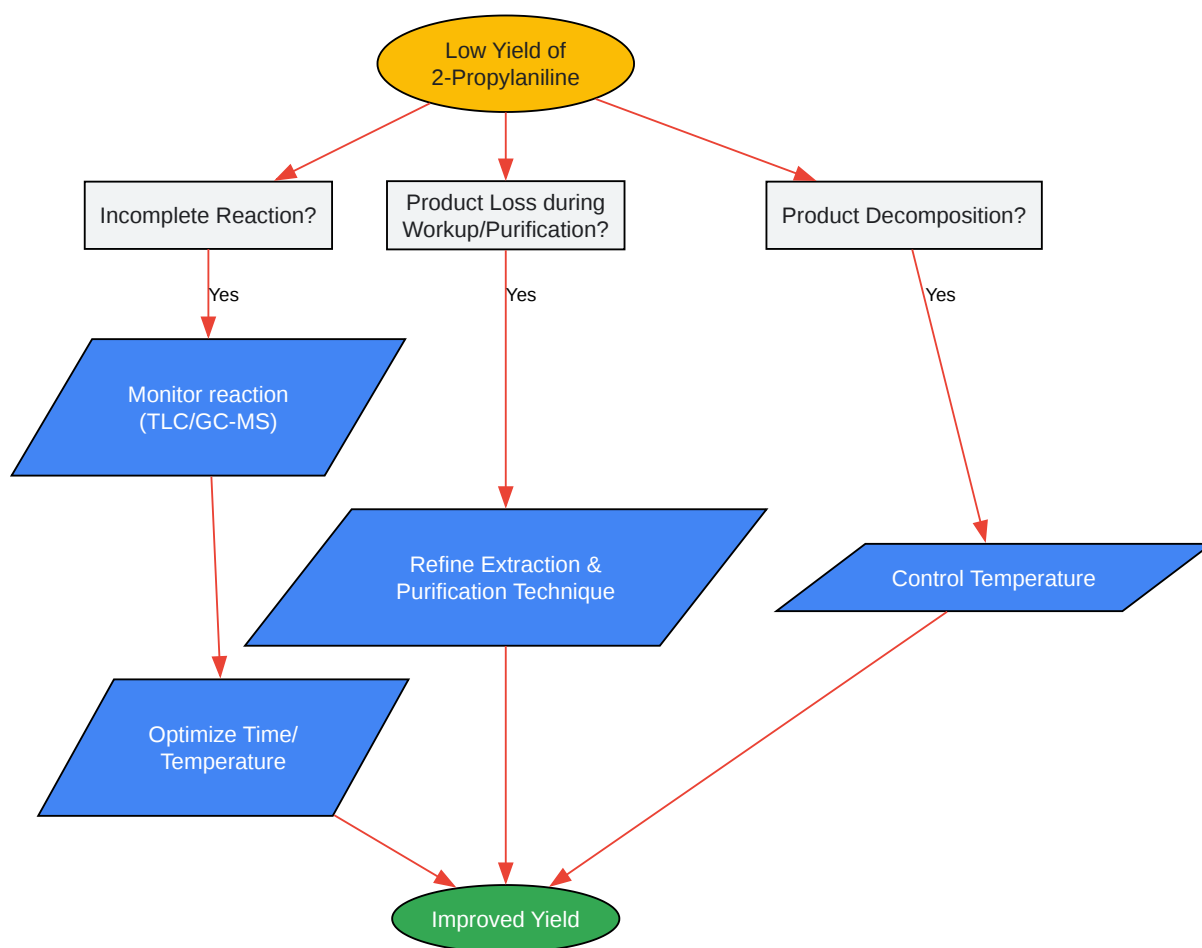 Low Yield of
2-Propylaniline
Incomplete Reaction?
Product Loss during
Workup/Purification?
Product Decomposition?
Yes
Yes
Yes
Monitor reaction
(TLC/GC-MS)
Refine Extraction &
Purification Technique
Control Temperature
Optimize Time/
Temperature
Improved Yield